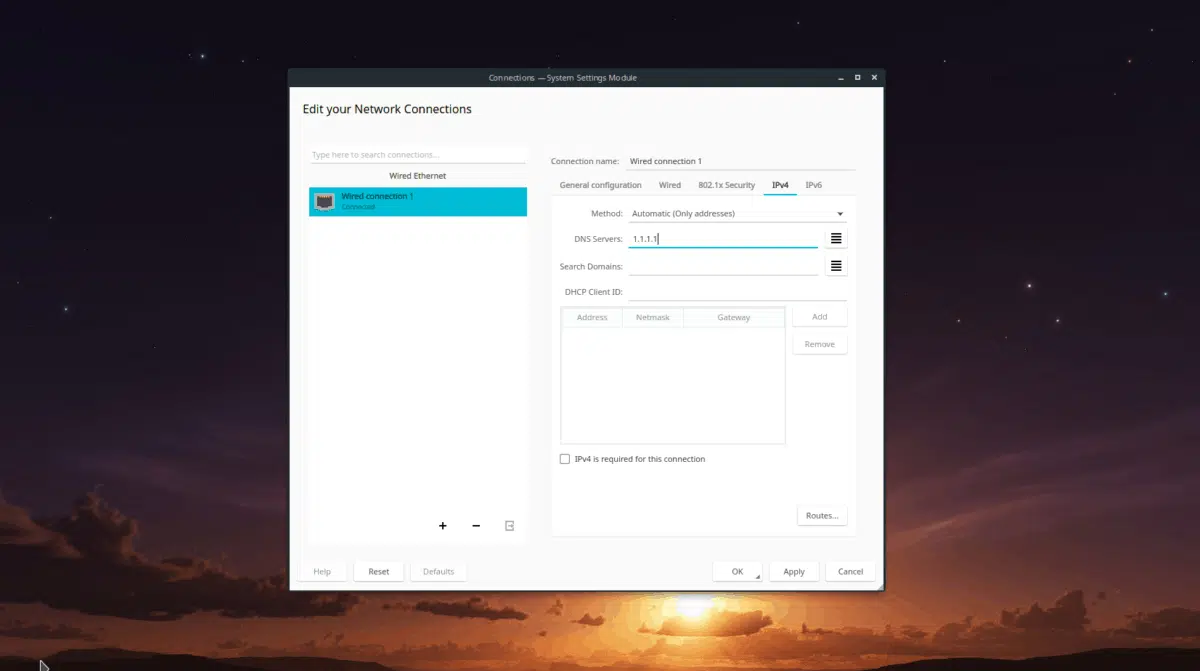 Connections — System Settings Module
Edit your Network Connections
Type here to search connections...
Wired Ethernet
Wired connection 1
Connected
Connection name: Wired connection 1
General configuration Wired 802.1x Security IPv4 IPv6
Method: Automatic (Only addresses)
DNS Servers: 1.1.1.1
Search Domains:
DHCP Client ID:
Address Netmask Gateway
Add
Remove
IPv4 is required for this connection
Routes...
Help Reset Defaults OK Apply Cancel